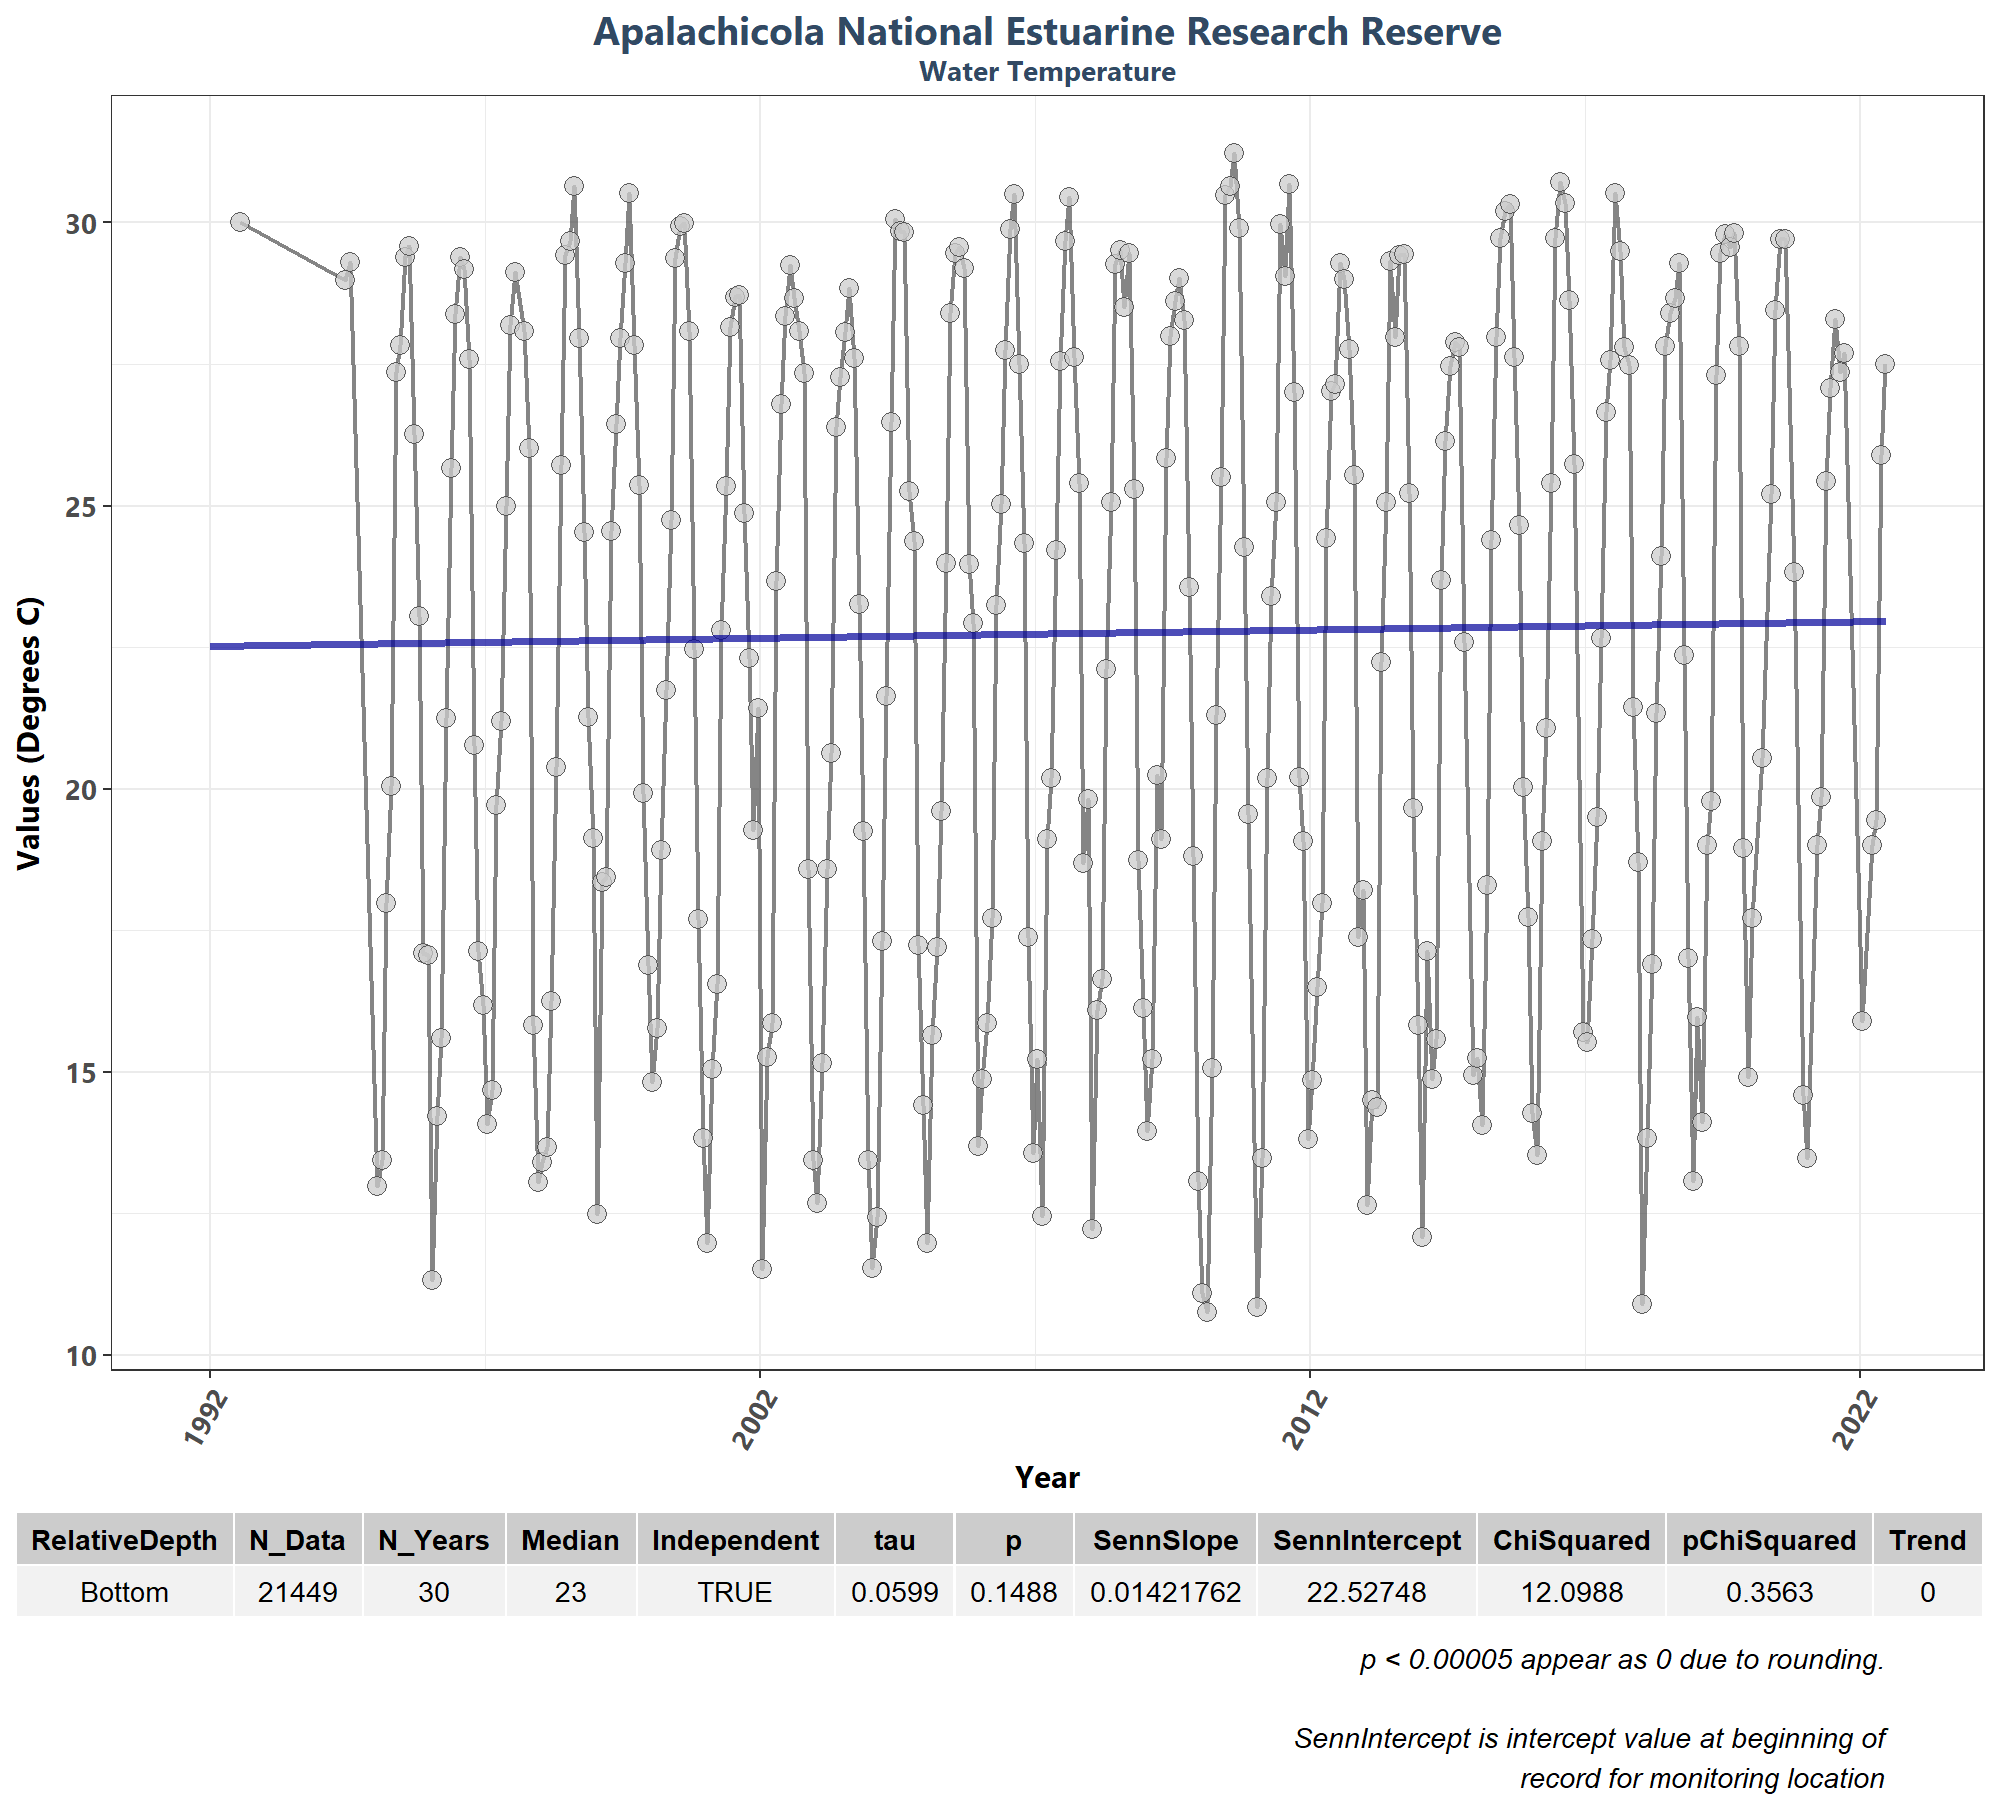 Apalachicola National Estuarine Research Reserve
Water Temperature
Values (Degrees C)
30
25
20
15
10
1992
2002
2012
2022
Year
RelativeDepth N_Data N_Years Median Independent tau p SennSlope SennIntercept ChiSquared pChiSquared Trend
Bottom 21449 30 23 TRUE 0.0599 0.1488 0.01421762 22.52748 12.0988 0.3563 0
p < 0.00005 appear as 0 due to rounding.
SennIntercept is intercept value at beginning of
record for monitoring location